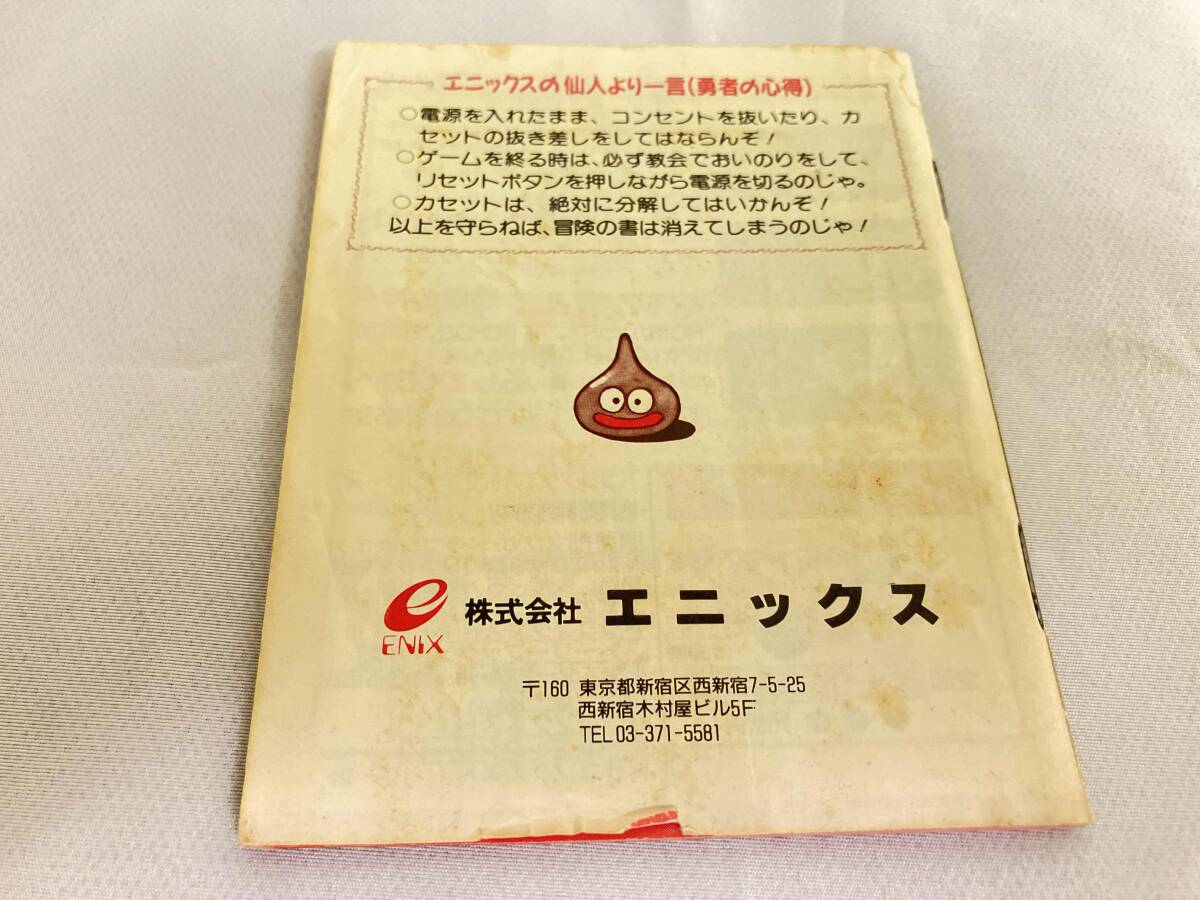 エニックスの仙人より一言(勇者の心得)
○電源を入れたまま、コンセントを抜いたり、カ
セットの抜き差しをしてはならんぞ!
○ゲームを終る時は、必ず教会でおいのりをして、
リセットボタンを押しながら電源を切るのじゃ。
○カセットは、絶対に分解してはいかんぞ!
以上を守らねば、冒険の書は消えてしまうのじゃ!
e
ENIX
株式会社 エニックス
〒160 東京都新宿区西新宿7-5-25
西新宿木村屋ビル5F
TEL 03-371-5581